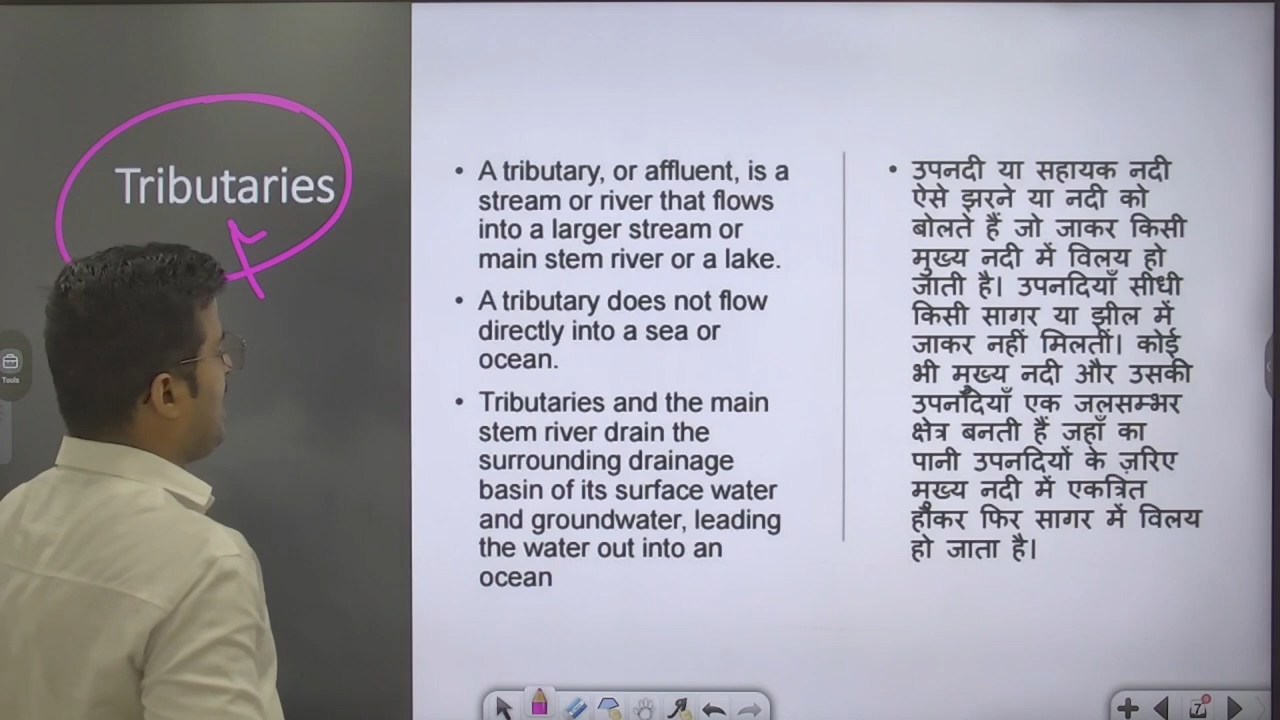 Tributaries
• A tributary, or affluent, is a
stream or river that flows
into a larger stream or
main stem river or a lake.
• A tributary does not flow
directly into a sea or
ocean.
• Tributaries and the main
stem river drain the
surrounding drainage
basin of its surface water
and groundwater, leading
the water out into an
ocean
• उपनदी या सहायक नदी
ऐसे झरने या नदी को
बोलते हैं जो जाकर किसी
मुख्य नदी में विलय हो
जाती है। उपनदियाँ सीधी
किसी सागर या झील में
जाकर नहीं मिलतीं। कोई
भी मुख्य नदी और उसकी
उपनदियाँ एक जलसम्भर
क्षेत्र बनती हैं जहाँ का
पानी उपनदियों के ज़रिए
मुख्य नदी में एकत्रित
होकर फिर सागर में विलय
हो जाता है।
Tools
7